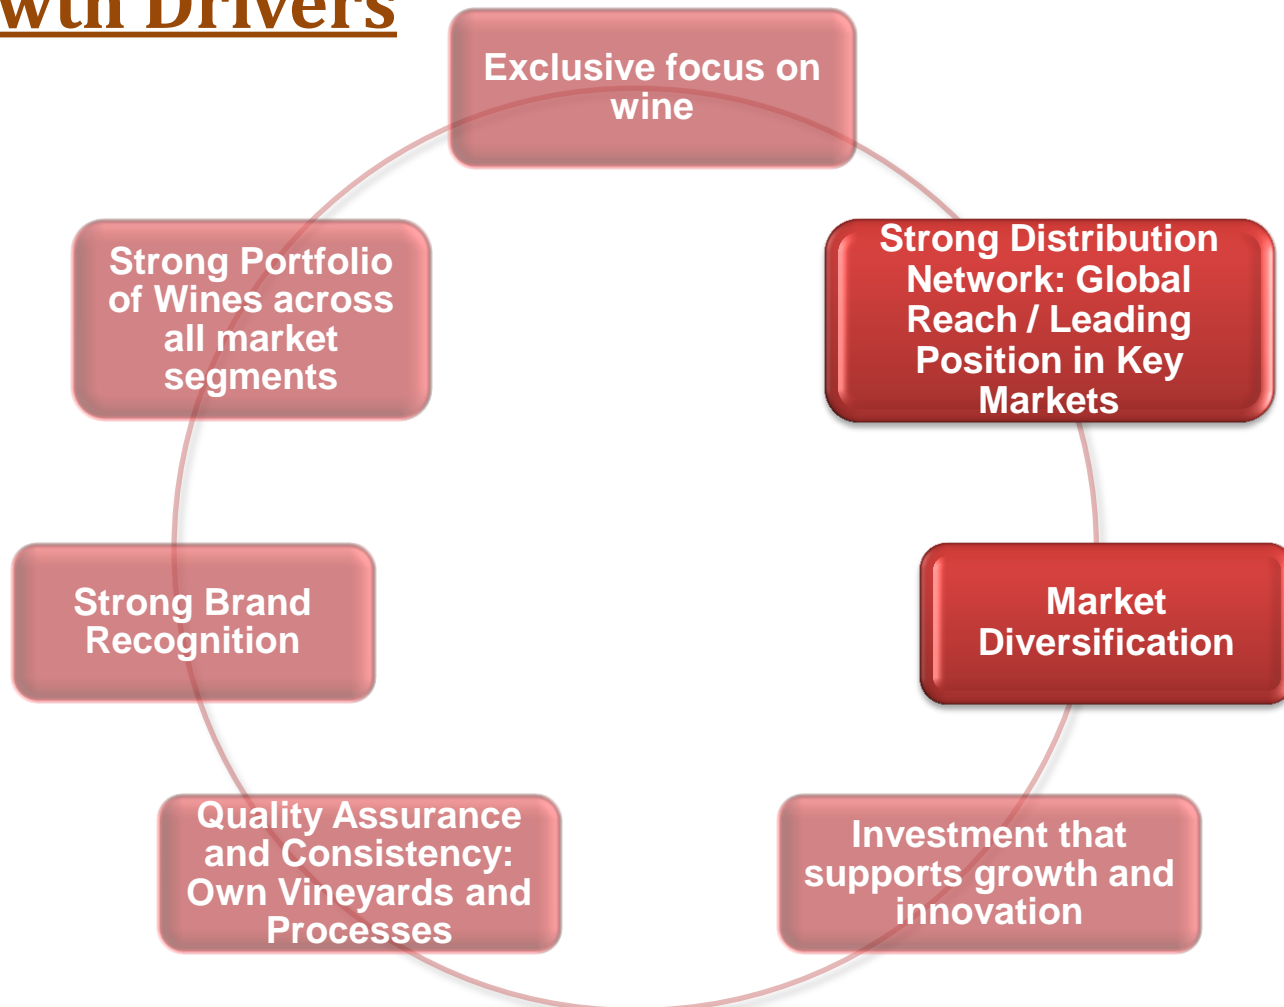 wth Drivers
Exclusive focus on
wine
Strong Distribution
Network: Global
Reach / Leading
Position in Key
Markets
Market
Diversification
Investment that
supports growth and
innovation
Quality Assurance
and Consistency:
Own Vineyards and
Processes
Strong Brand
Recognition
Strong Portfolio
of Wines across
all market
segments